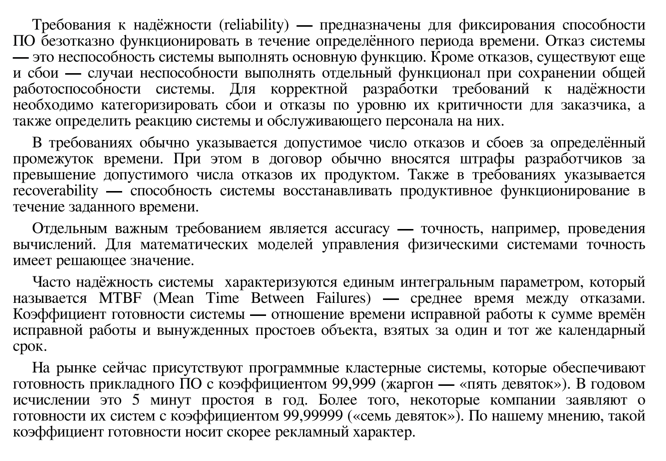 Требования к надёжности (reliability) — предназначены для фиксирования способности
ПО безотказно функционировать в течение определённого периода времени. Отказ системы
— это неспособность системы выполнять основную функцию. Кроме отказов, существуют еще
и сбои — случаи неспособности выполнять отдельный функционал при сохранении общей
работоспособности системы. Для корректной разработки требований к надёжности
необходимо категоризировать сбои и отказы по уровню их критичности для заказчика, а
также определить реакцию системы и обслуживающего персонала на них.
В требованиях обычно указывается допустимое число отказов и сбоев за определённый
промежуток времени. При этом в договор обычно вносятся штрафы разработчиков за
превышение допустимого числа отказов их продуктом. Также в требованиях указывается
recoverability — способность системы восстанавливать продуктивное функционирование в
течение заданного времени.
Отдельным важным требованием является accuracy — точность, например, проведения
вычислений. Для математических моделей управления физическими системами точность
имеет решающее значение.
Часто надёжность системы характеризуются единым интегральным параметром, который
называется MTBF (Mean Time Between Failures) — среднее время между отказами.
Коэффициент готовности системы — отношение времени исправной работы к сумме времён
исправной работы и вынужденных простоев объекта, взятых за один и тот же календарный
срок.
На рынке сейчас присутствуют программные кластерные системы, которые обеспечивают
готовность прикладного ПО с коэффициентом 99,999 (жаргон — «пять девяток»). В годовом
исчислении это 5 минут простоя в год. Более того, некоторые компании заявляют о
готовности их систем с коэффициентом 99,99999 («семь девяток»). По нашему мнению, такой
коэффициент готовности носит скорее рекламный характер.